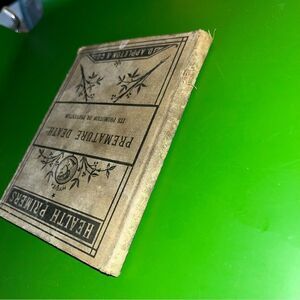 HEALTH PRIMERS
PREMATURE DEATH
ITS PROMOTION OR PREVENTION
D. APPLETON & CO.